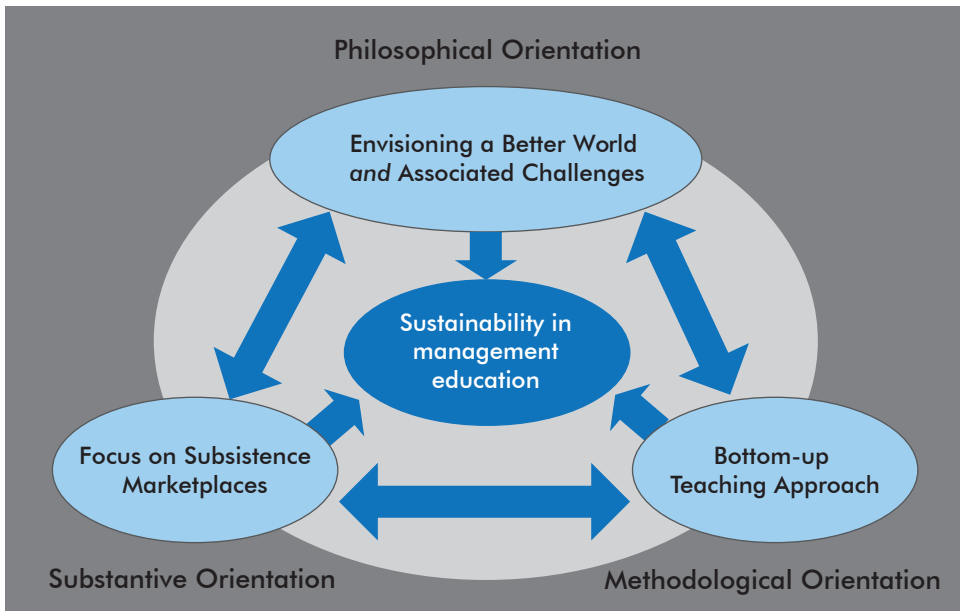 Philosophical Orientation
Envisioning a Better World
and Associated Challenges
Sustainability in
management
education
Focus on Subsistence
Marketplaces
Bottom-up
Teaching Approach
Substantive Orientation
Methodological Orientation